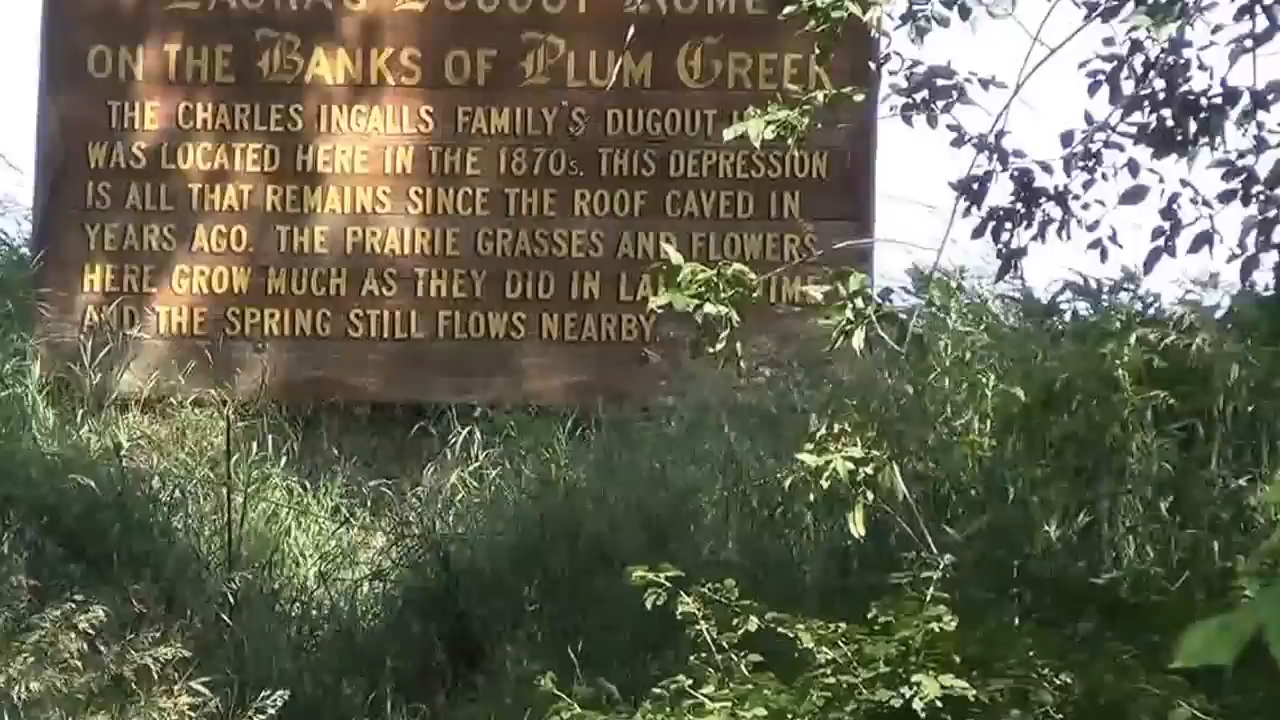 Laura's Dugout Home
ON THE BANKS OF PLUM CREEK
THE CHARLES INGALLS FAMILY'S DUGOUT
WAS LOCATED HERE IN THE 1870s. THIS DEPRESSION
IS ALL THAT REMAINS SINCE THE ROOF CAVED IN
YEARS AGO. THE PRAIRIE GRASSES AND FLOWERS
HERE GROW MUCH AS THEY DID IN
AND THE SPRING STILL FLOWS NEARBY.